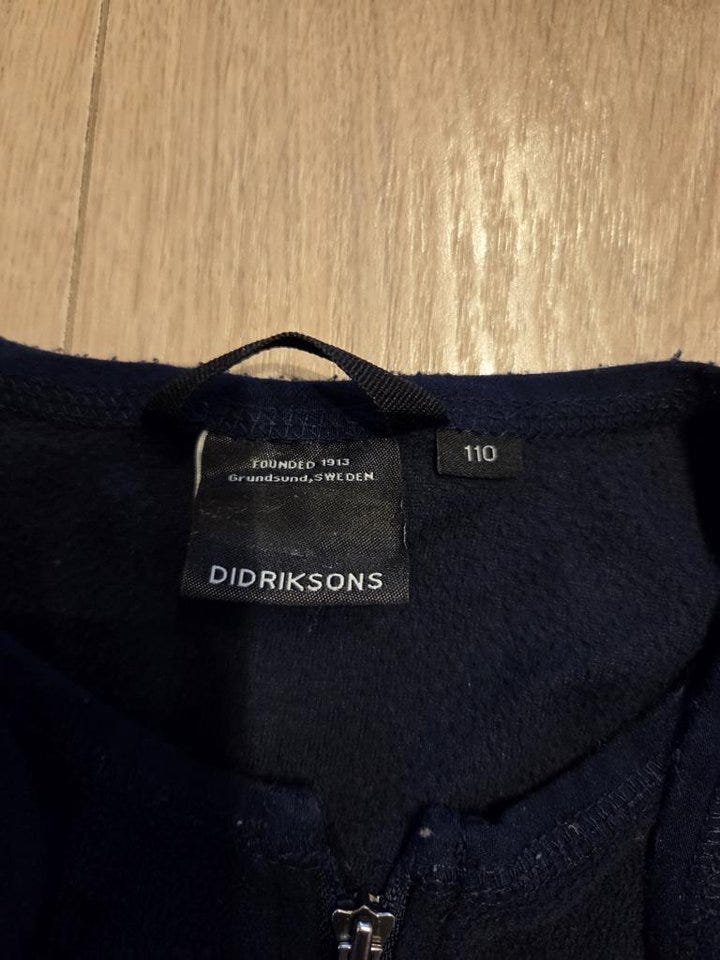 FOUNDED 1913
Grundsund, SWEDEN
110
DIDRIKSONS